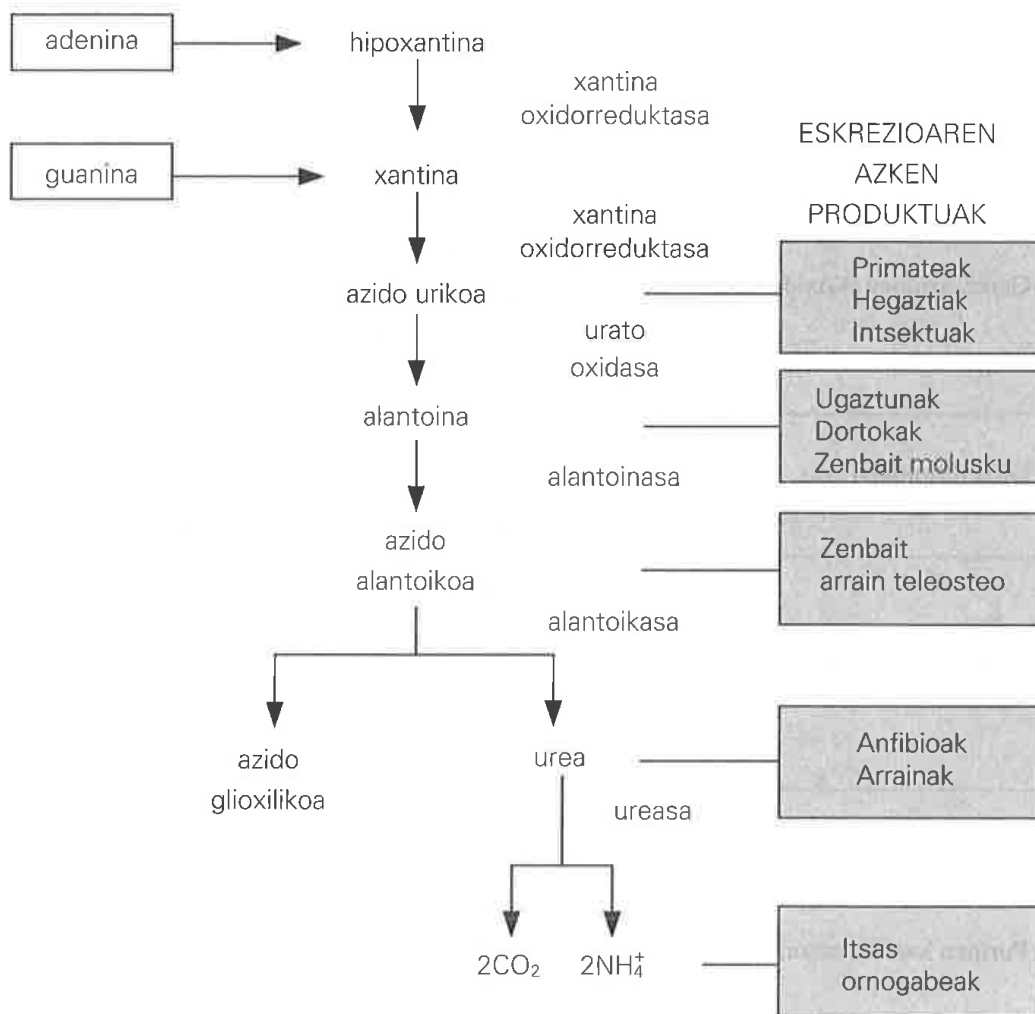 adenina
hipoxantina
xantina
oxidorreduktasa
ESKREZIOAREN
AZKEN
PRODUKTUAK
guanina
xantina
xantina
oxidorreduktasa
azido urikoa
Primateak
Hegaztiak
Intsektuak
urato
oxidasa
alantoina
Ugaztunak
Dortokak
Zenbait molusku
alantoinasa
azido
alantoikoa
Zenbait
arrain teleosteo
alantoikasa
azido
glioxilikoa
urea
Anfibioak
Arrainak
ureasa
2CO₂
2NH₄⁺
Itsas
ornogabeak